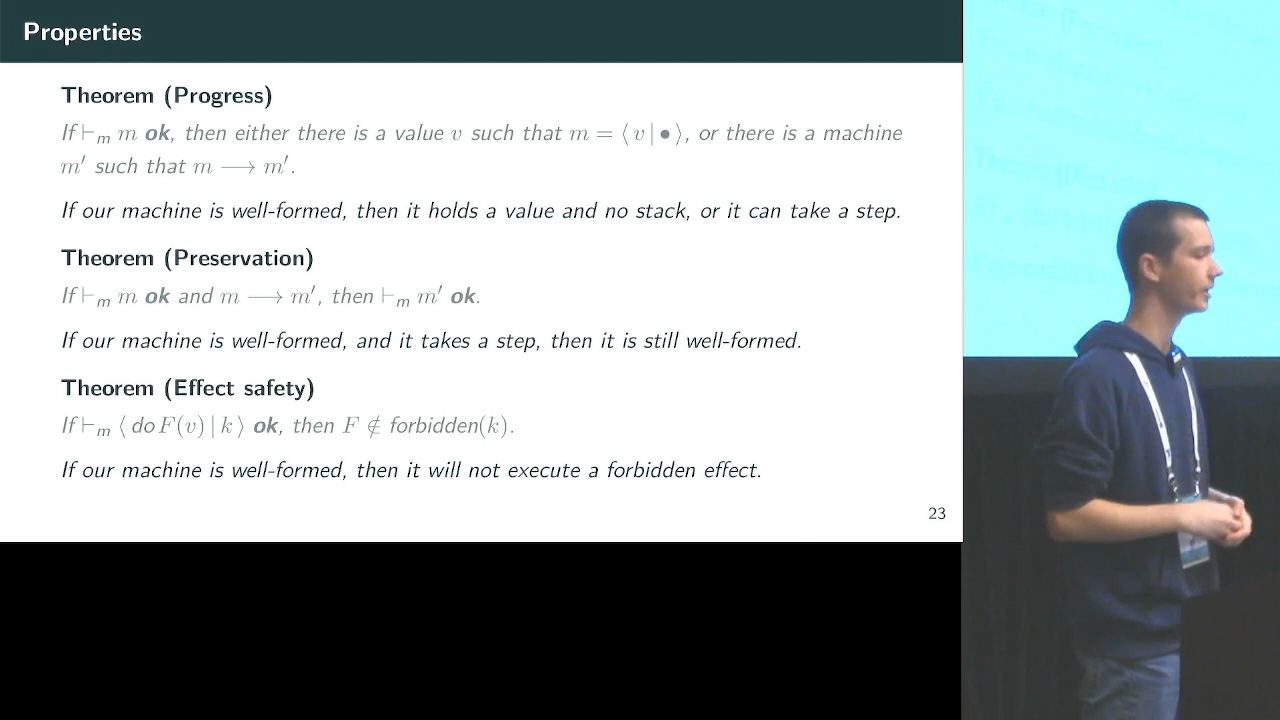 Properties
Theorem (Progress)
If ⊢ₘ m ok, then either there is a value v such that m = ⟨ v | • ⟩, or there is a machine
m′ such that m ⟶ m′.
If our machine is well-formed, then it holds a value and no stack, or it can take a step.
Theorem (Preservation)
If ⊢ₘ m ok and m ⟶ m′, then ⊢ₘ m′ ok.
If our machine is well-formed, and it takes a step, then it is still well-formed.
Theorem (Effect safety)
If ⊢ₘ ⟨ do F(v) | k ⟩ ok, then F ∉ forbidden(k).
If our machine is well-formed, then it will not execute a forbidden effect.
23